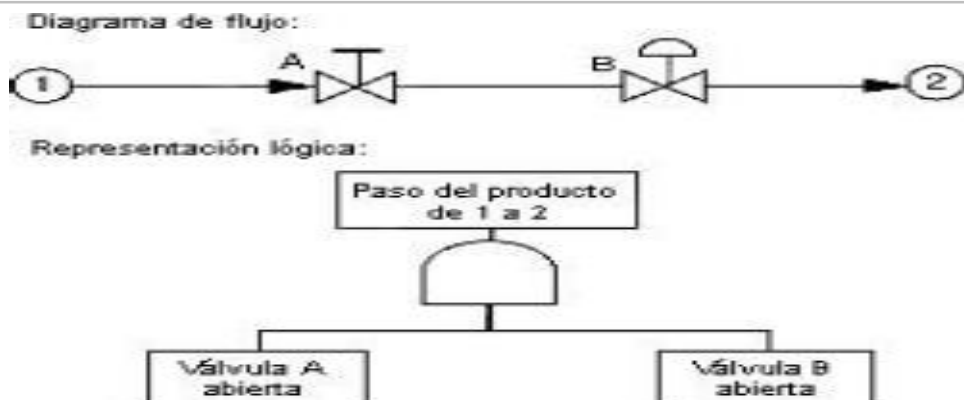 Diagrama de flujo:
A
B
1
2
Representación lógica:
Paso del producto
de 1 a 2
Válvula A
abierta
Válvula B
abierta